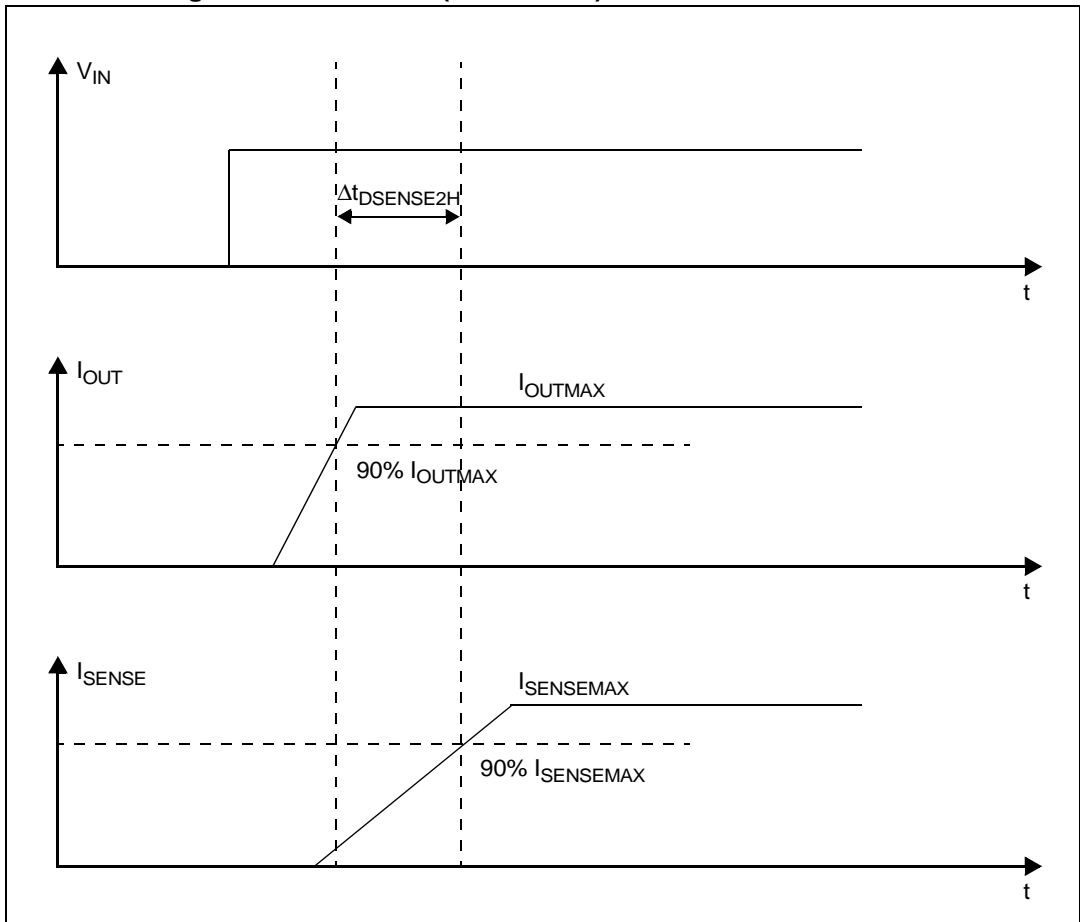 V_IN
Δt_DSENSE2H
t
I_OUT
I_OUTMAX
90% I_OUTMAX
t
I_SENSE
I_SENSEMAX
90% I_SENSEMAX
t